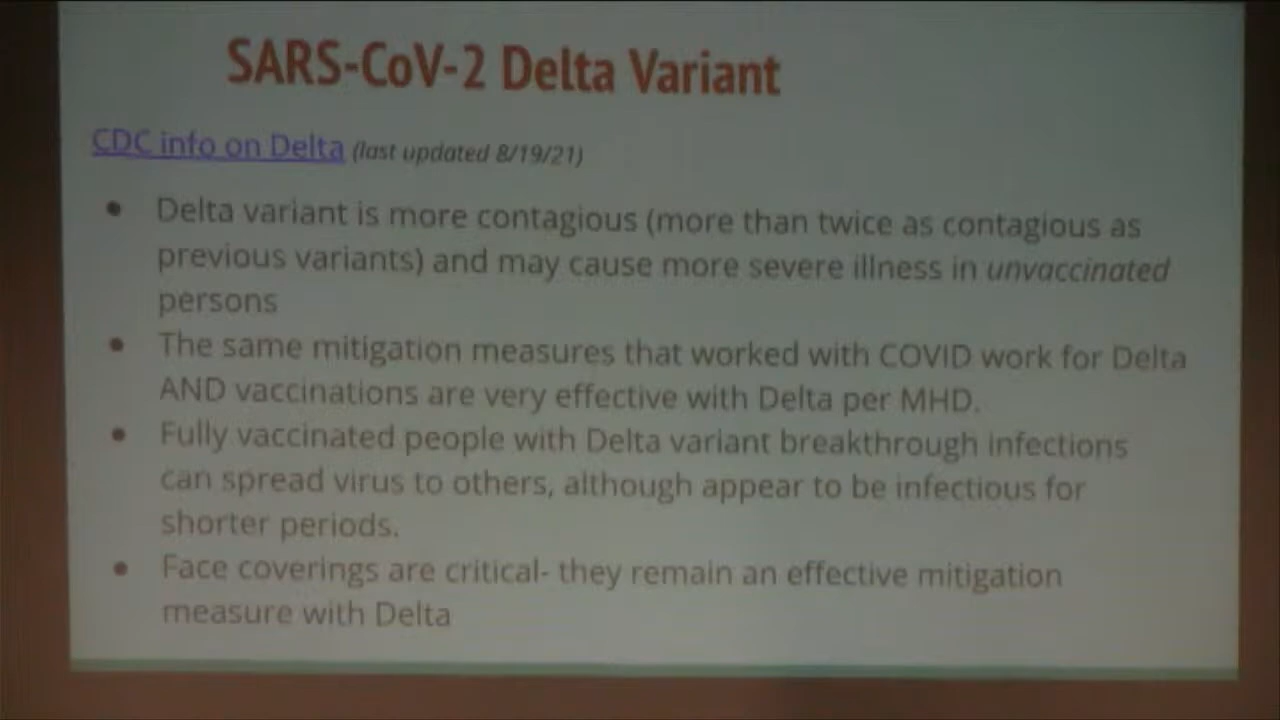 SARS-CoV-2 Delta Variant
CDC info on Delta (last updated 8/19/21)
● Delta variant is more contagious (more than twice as contagious as
previous variants) and may cause more severe illness in unvaccinated
persons
● The same mitigation measures that worked with COVID work for Delta
AND vaccinations are very effective with Delta per MHD.
● Fully vaccinated people with Delta variant breakthrough infections
can spread virus to others, although appear to be infectious for
shorter periods.
● Face coverings are critical- they remain an effective mitigation
measure with Delta